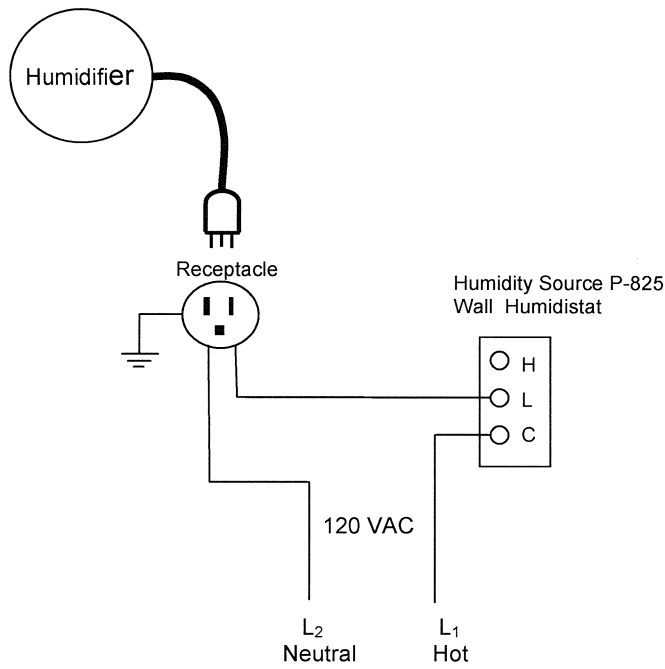 Humidifier
Receptacle
Humidity Source P-825
Wall Humidistat
H
L
C
120 VAC
L2
Neutral
L1
Hot